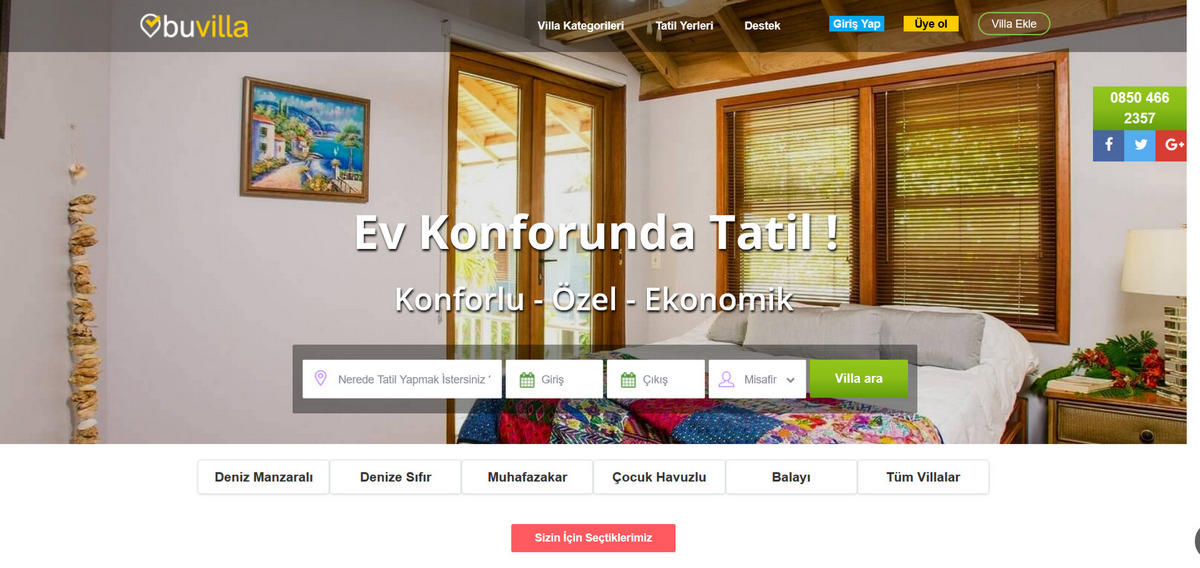 buvilla
Villa Kategorileri
Tatil Yerleri
Destek
Giriş Yap
Üye ol
Villa Ekle
0850 466
2357
f
G+
Ev Konforunda Tatil !
Konforlu - Özel - Ekonomik
Nerede Tatil Yapmak İstersiniz '
Giriş
Çıkış
Misafir
Villa ara
Deniz Manzaralı
Denize Sıfır
Muhafazakar
Çocuk Havuzlu
Balayı
Tüm Villalar
Sizin İçin Seçtiklerimiz